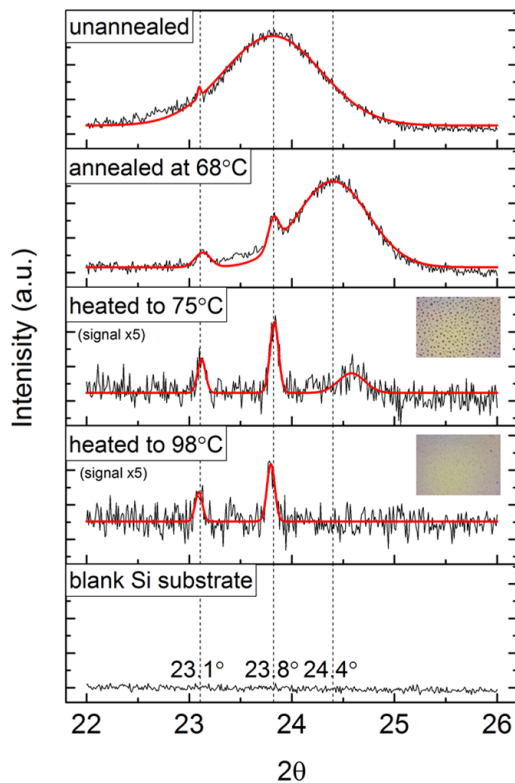 unannealed
annealed at 68°C
heated to 75°C
(signal x5)
heated to 98°C
(signal x5)
blank Si substrate
23.1° 23.8° 24.4°
22 23 24 25 26
2θ
Intenisity (a.u.)